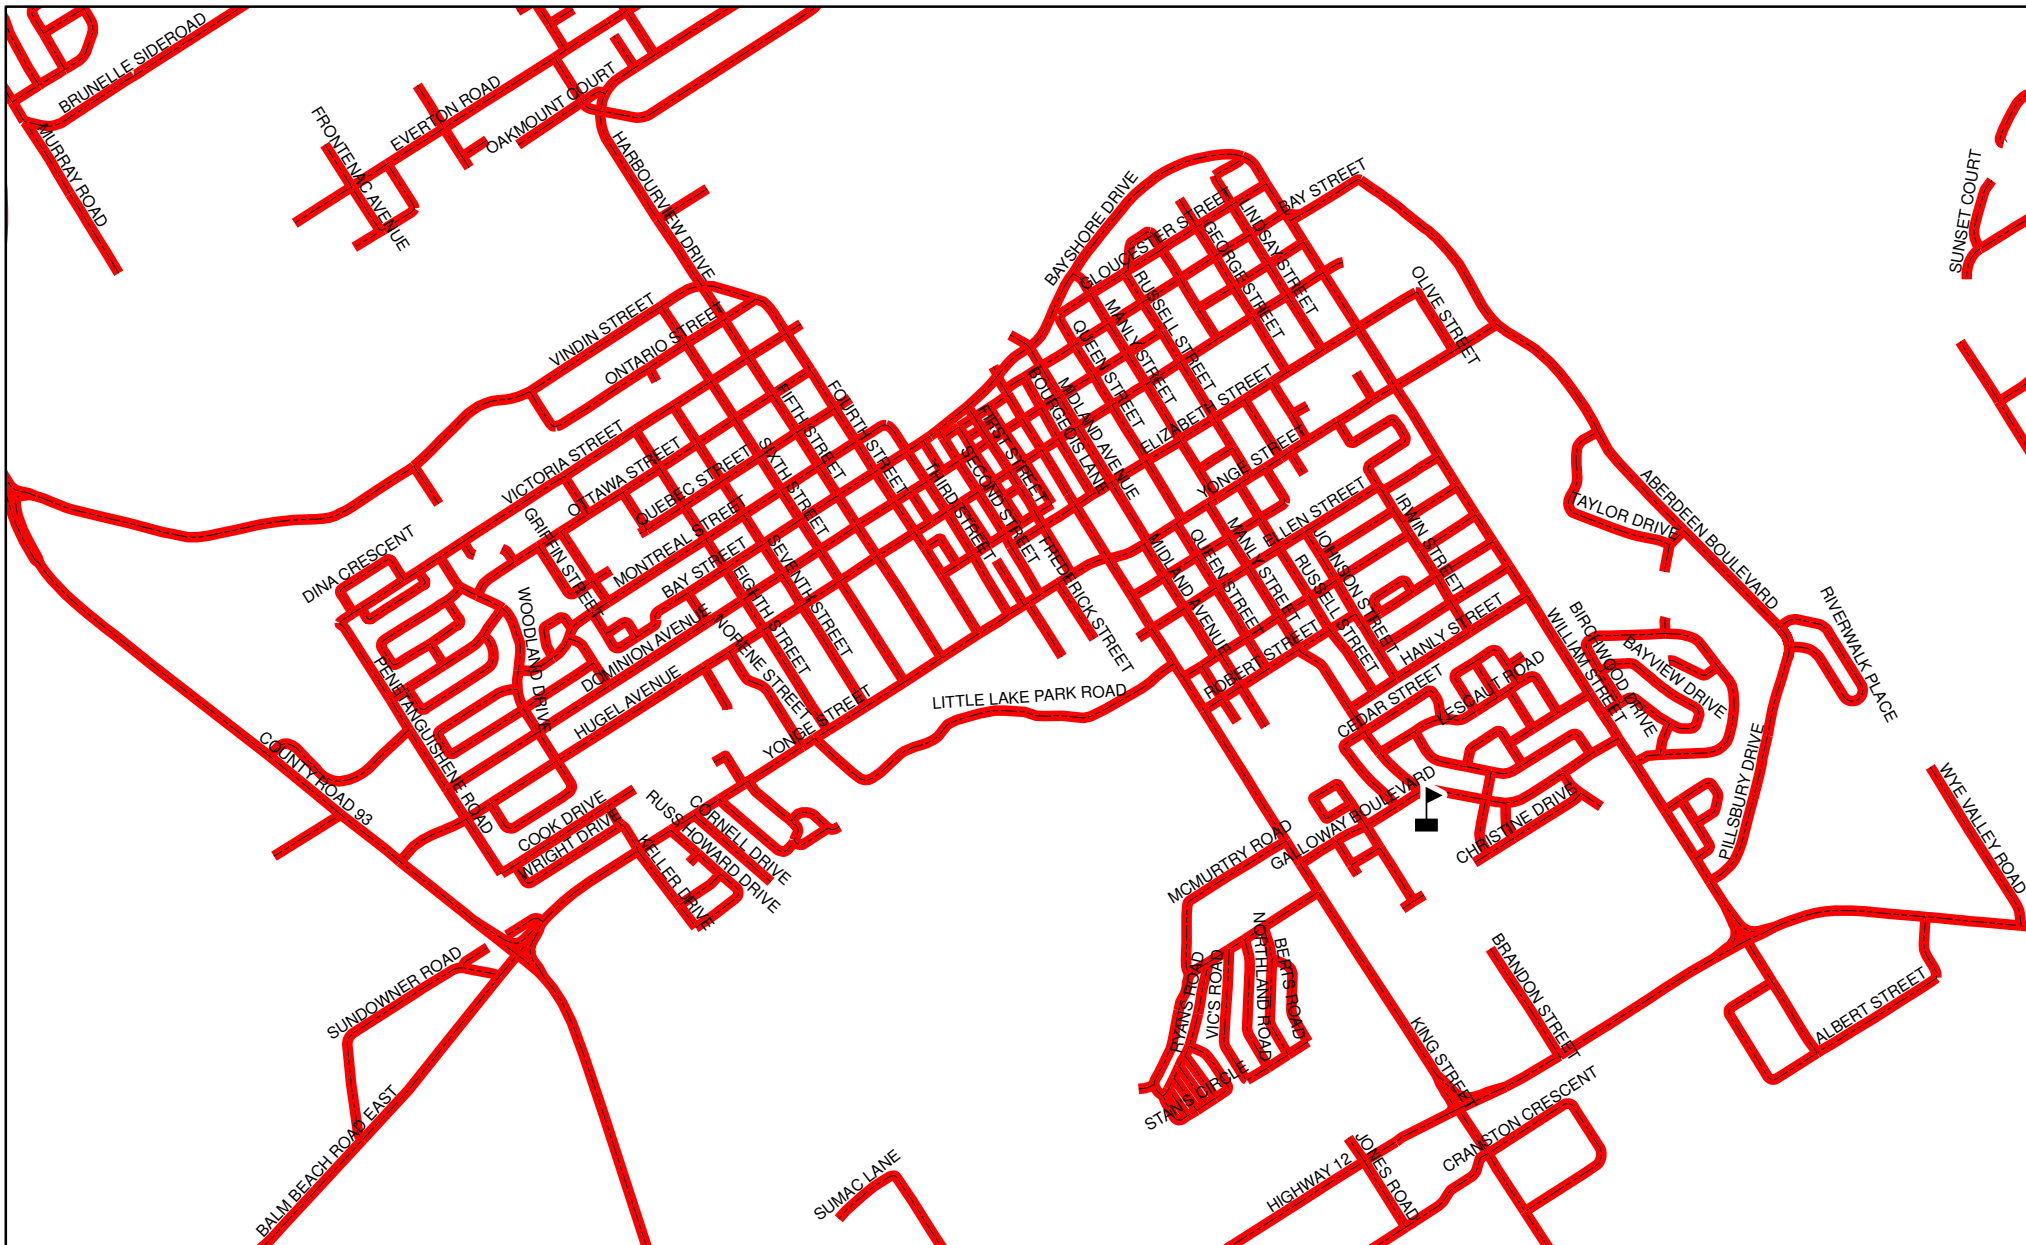 BRUNELLE SIDEROAD
MURRAY ROAD
FRONTENAC AVENUE
EVERTON ROAD
OAKMOUNT COURT
HARBOURVIEW DRIVE
BAYSHORE DRIVE
GLOUCESTER STREET
LINDSAY STREET
GEORGE STREET
BAY STREET
SUNSET COURT
OLIVE STREET
RUSSELL STREET
MANLY STREET
QUEEN STREET
VINDIN STREET
ONTARIO STREET
MIDLAND AVENUE
BOURGEOIS LANE
ELIZABETH STREET
FIFTH STREET
FOURTH STREET
FIRST STREET
SECOND STREET
THIRD STREET
VICTORIA STREET
OTTAWA STREET
QUEBEC STREET
SIXTH STREET
YONGE STREET
ELLEN STREET
IRWIN STREET
TAYLOR DRIVE
ABERDEEN BOULEVARD
DINA CRESCENT
GRIFFIN STREET
MONTREAL STREET
BAY STREET
SEVENTH STREET
EIGHTH STREET
FREDERICK STREET
MIDLAND AVENUE
QUEEN STREET
MANLY STREET
RUSSELL STREET
JOHNSON STREET
HANLY STREET
WOODLAND DRIVE
DOMINION AVENUE
HUGEL AVENUE
NORENE STREET
YONGE STREET
LITTLE LAKE PARK ROAD
ROBERT STREET
CEDAR STREET
LESCAUT ROAD
WILLIAM STREET
BIRCHWOOD DRIVE
BAYVIEW DRIVE
RIVERWALK PLACE
PENETANGUISHENE ROAD
COUNTY ROAD 93
COOK DRIVE
WRIGHT DRIVE
KELLER DRIVE
RUSS HOWARD DRIVE
CORNELL DRIVE
GALLOWAY BOULEVARD
MCMURTRY ROAD
CHRISTINE DRIVE
PILLSBURY DRIVE
WYE VALLEY ROAD
SUNDOWNER ROAD
BALM BEACH ROAD EAST
RYAN'S ROAD
VIC'S ROAD
NORTHLAND ROAD
BERT'S ROAD
STAN'S CIRCLE
BRANDON STREET
ALBERT STREET
KING STREET
CRANSTON CRESCENT
HIGHWAY 12
JONES ROAD
SUMAC LANE